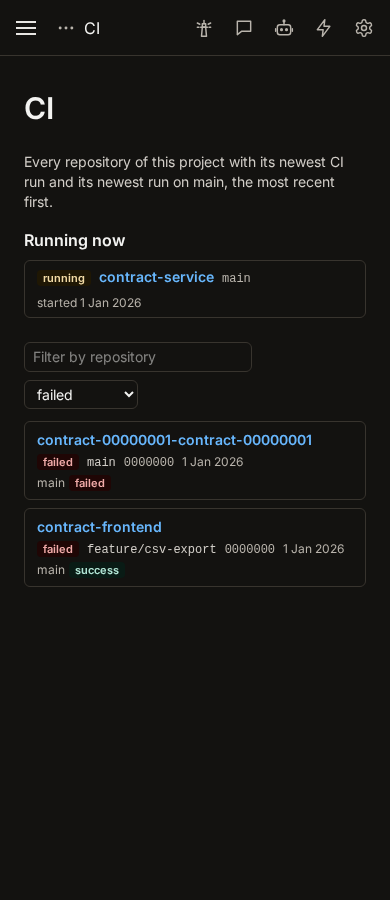 ··· CI
CI
Every repository of this project with its newest CI
run and its newest run on main, the most recent
first.
Running now
running contract-service main
started 1 Jan 2026
Filter by repository
failed
contract-00000001-contract-00000001
failed main 0000000 1 Jan 2026
main failed
contract-frontend
failed feature/csv-export 0000000 1 Jan 2026
main success